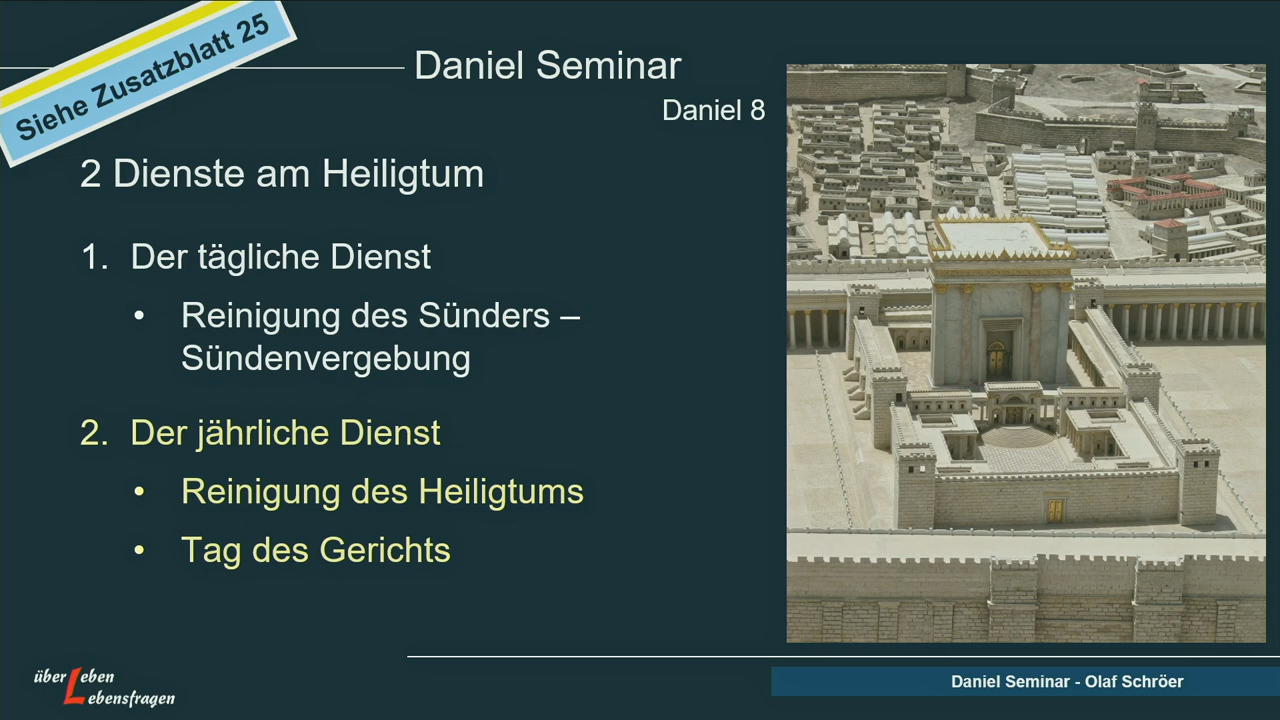 Siehe Zusatzblatt 25
Daniel Seminar
Daniel 8
2 Dienste am Heiligtum
1. Der tägliche Dienst
• Reinigung des Sünders –
Sündenvergebung
2. Der jährliche Dienst
• Reinigung des Heiligtums
• Tag des Gerichts
über Leben
Lebensfragen
Daniel Seminar - Olaf Schröer